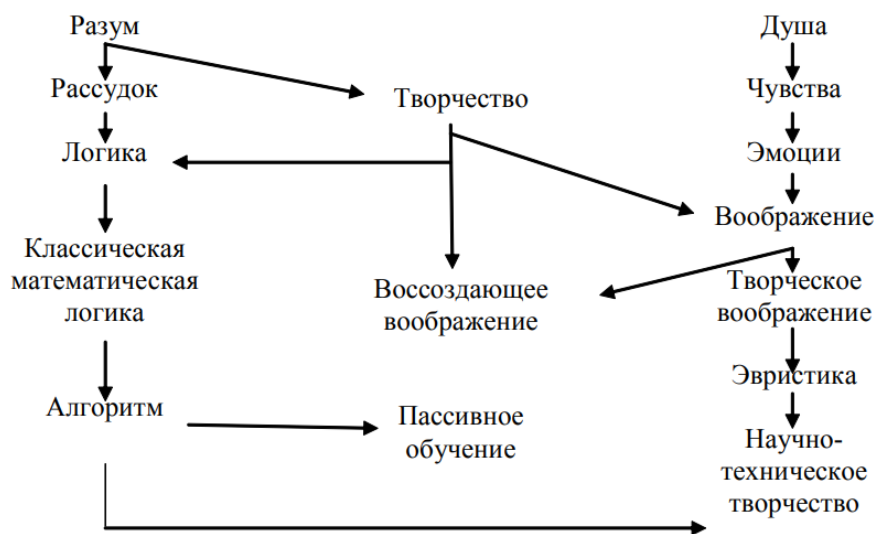 Разум
Душа
Рассудок
Творчество
Чувства
Логика
Эмоции
Воображение
Классическая
математическая
логика
Воссоздающее
воображение
Творческое
воображение
Эвристика
Алгоритм
Пассивное
обучение
Научно-
техническое
творчество